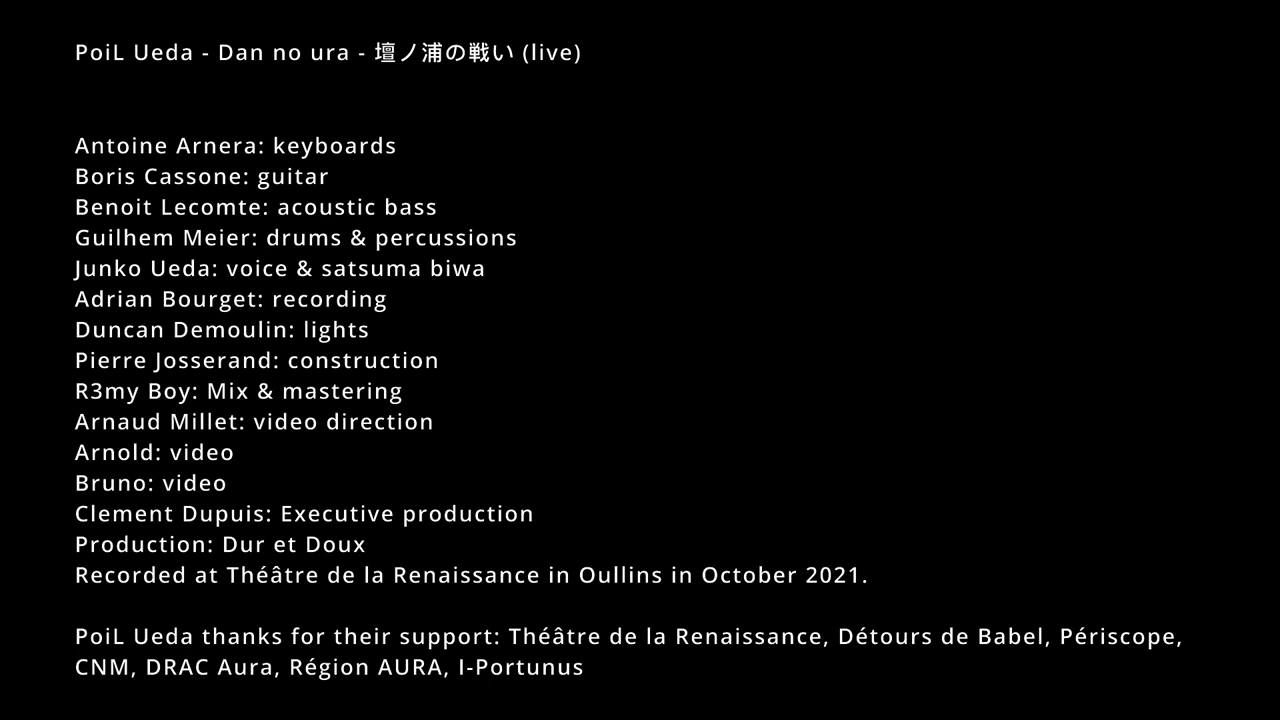 PoiL Ueda - Dan no ura - 壇ノ浦の戦い (live)
Antoine Arnera: keyboards
Boris Cassone: guitar
Benoit Lecomte: acoustic bass
Guilhem Meier: drums & percussions
Junko Ueda: voice & satsuma biwa
Adrian Bourget: recording
Duncan Demoulin: lights
Pierre Josserand: construction
R3my Boy: Mix & mastering
Arnaud Millet: video direction
Arnold: video
Bruno: video
Clement Dupuis: Executive production
Production: Dur et Doux
Recorded at Théâtre de la Renaissance in Oullins in October 2021.
PoiL Ueda thanks for their support: Théâtre de la Renaissance, Détours de Babel, Périscope,
CNM, DRAC Aura, Région AURA, I-Portunus